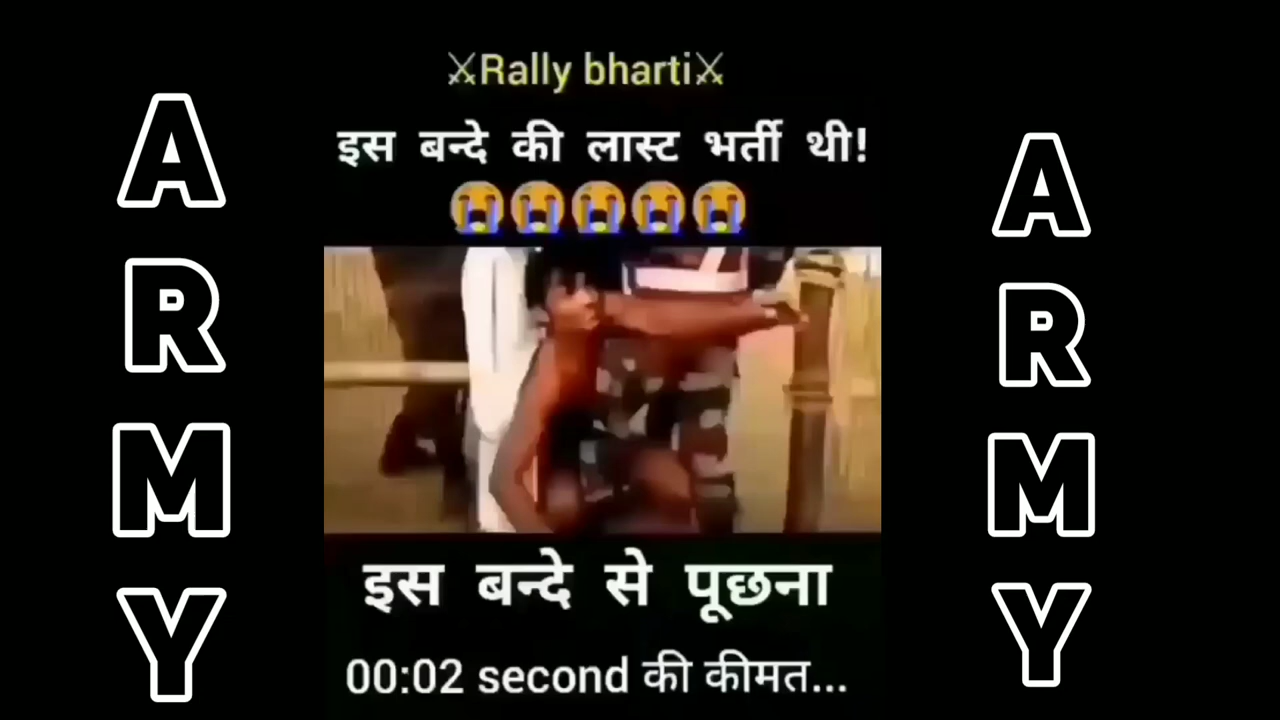 ⚔Rally bharti⚔
इस बन्दे की लास्ट भर्ती थी!
😭😭😭😭😭
इस बन्दे से पूछना
00:02 second की कीमत...
ARMY
ARMY